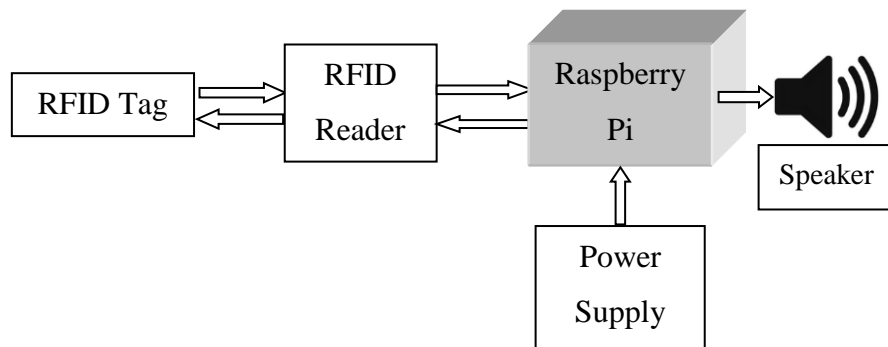 RFID Tag
RFID
Reader
Raspberry
Pi
Speaker
Power
Supply